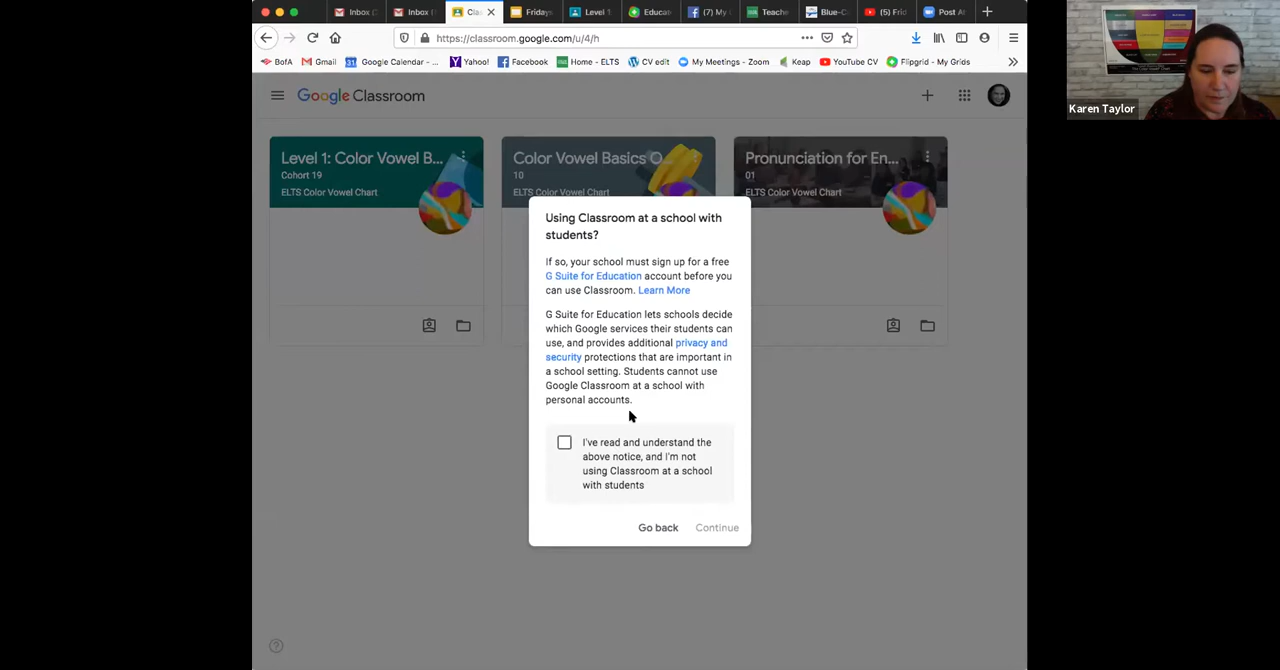 Inbox (
Inbox (
Cla
Fridays
Level 1
Educat
(7) My
Teache
Blue-C
(5) Frid
Post At
https://classroom.google.com/u/4/h
BofA
Gmail
Google Calendar - ...
Yahoo!
Facebook
Home - ELTS
CV edit
My Meetings - Zoom
Keap
YouTube CV
Flipgrid - My Grids
Karen Taylor
Google Classroom
Level 1: Color Vowel B...
Cohort 19
ELTS Color Vowel Chart
Color Vowel Basics O...
10
ELTS Color Vowel Chart
Pronunciation for En...
01
ELTS Color Vowel Chart
Using Classroom at a school with
students?
If so, your school must sign up for a free
G Suite for Education account before you
can use Classroom. Learn More
G Suite for Education lets schools decide
which Google services their students can
use, and provides additional privacy and
security protections that are important in
a school setting. Students cannot use
Google Classroom at a school with
personal accounts.
I've read and understand the
above notice, and I'm not
using Classroom at a school
with students
Go back
Continue